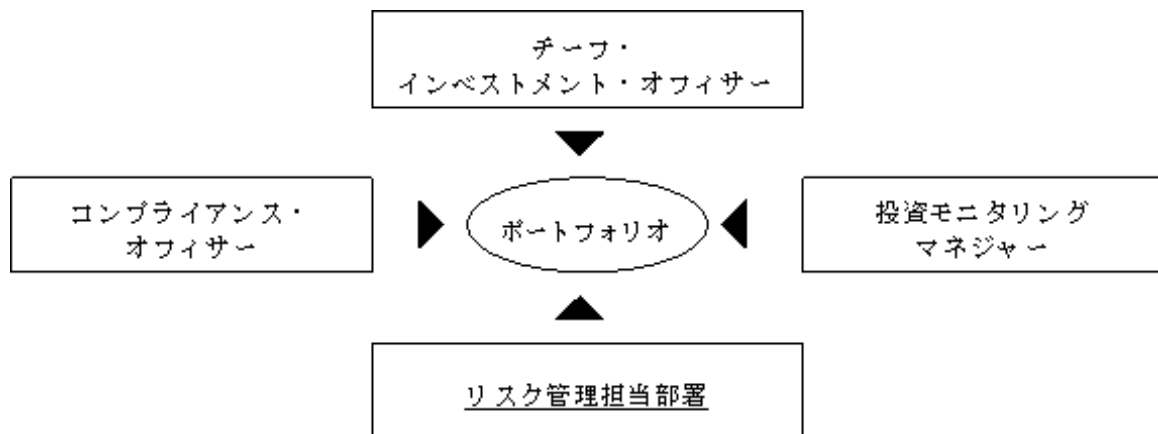 チーフ・
インベストメント・オフィサー
コンプライアンス・
オフィサー
ポートフォリオ
投資モニタリング
マネジャー
リスク管理担当部署